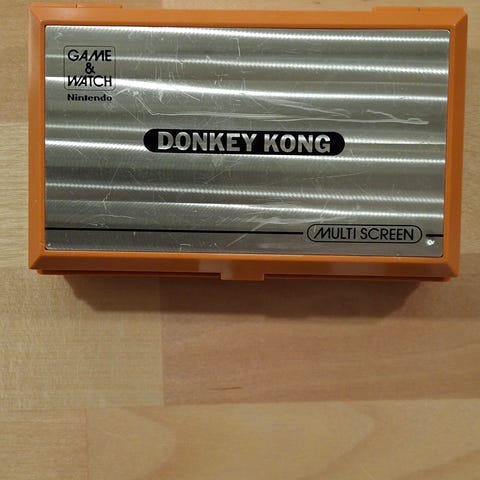 GAME
&
WATCH
Nintendo
DONKEY KONG
MULTI SCREEN